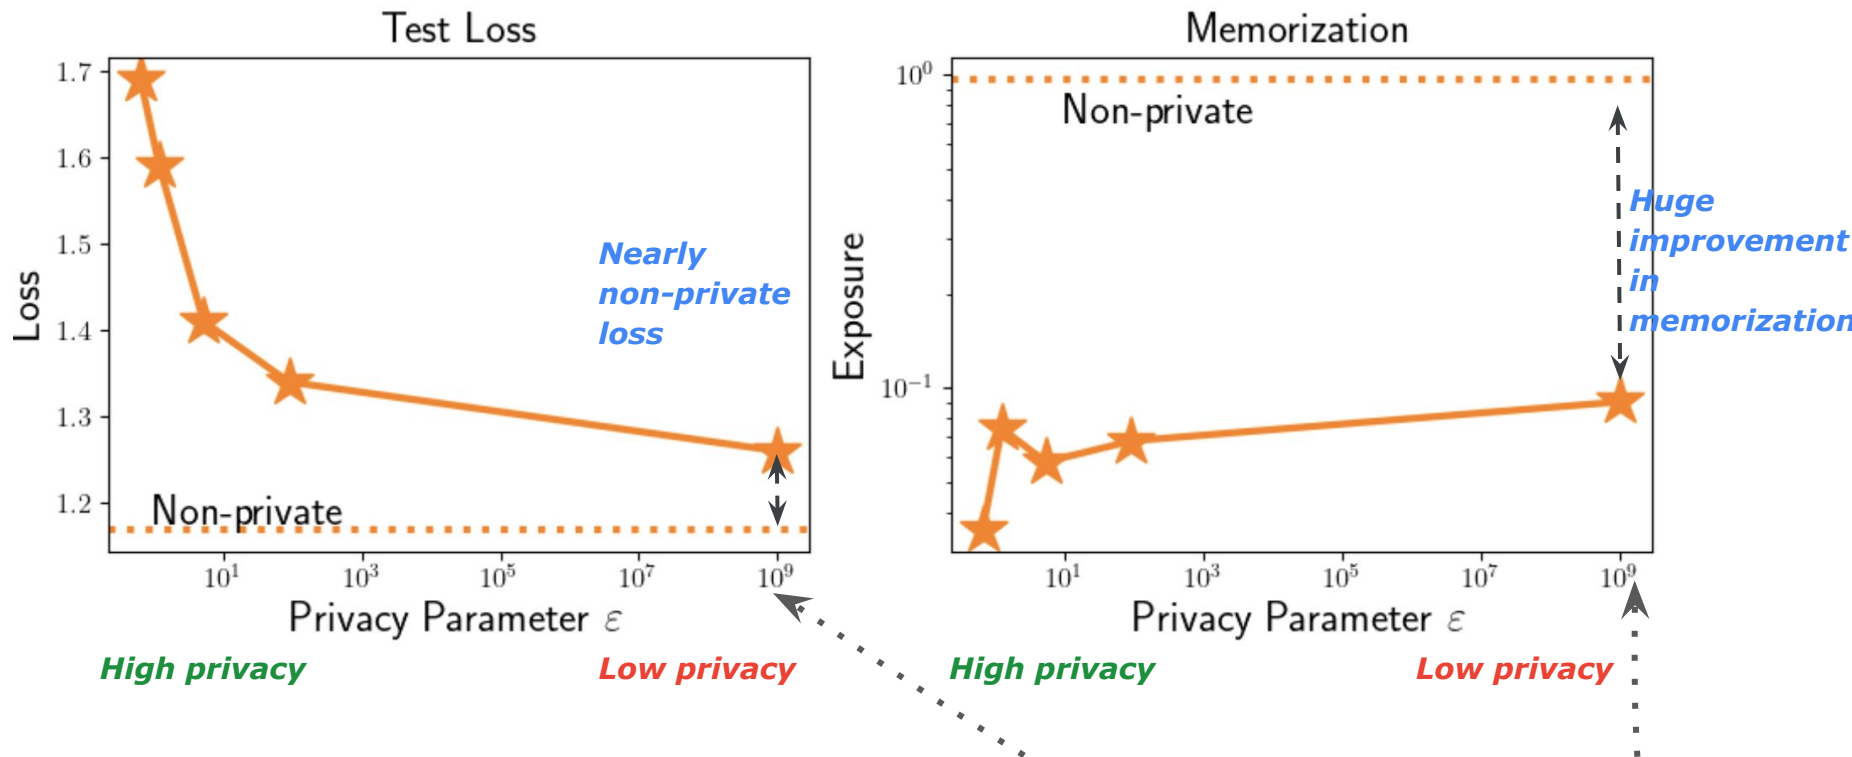 Test Loss
1.7
1.6
1.5
1.4
1.3
1.2
Loss
Nearly
non-private
loss
Non-private
10¹
10³
10⁵
10⁷
10⁹
Privacy Parameter ε
High privacy
Low privacy
Memorization
10⁰
10⁻¹
Exposure
Non-private
Huge
improvement
in
memorization
10¹
10³
10⁵
10⁷
10⁹
Privacy Parameter ε
High privacy
Low privacy